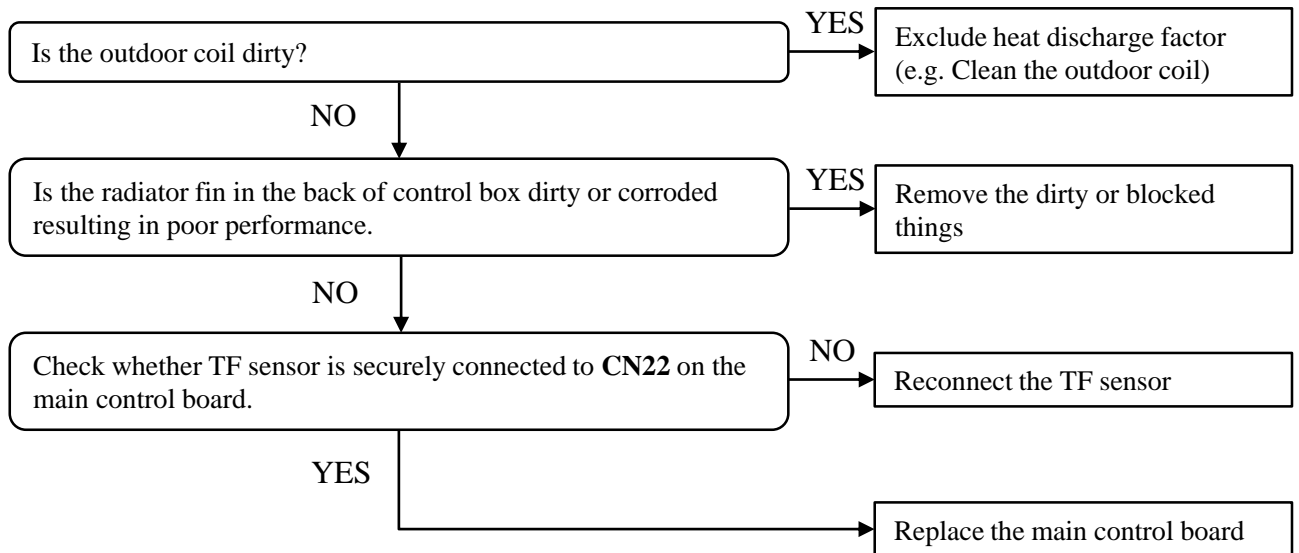 Is the outdoor coil dirty?
YES
Exclude heat discharge factor
(e.g. Clean the outdoor coil)
NO
Is the radiator fin in the back of control box dirty or corroded
resulting in poor performance.
YES
Remove the dirty or blocked
things
NO
Check whether TF sensor is securely connected to CN22 on the
main control board.
NO
Reconnect the TF sensor
YES
Replace the main control board